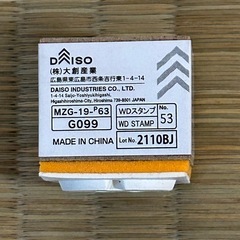 DAISO
(株)大創産業
広島県東広島市西条吉行東1-4-14
DAISO INDUSTRIES CO., LTD.
1-4-14 Saijo-Yoshiyukihigashi,
Higashihiroshima-City, Hiroshima 739-8501 JAPAN
MZG-19-P63
G099
WDスタンプ
WD STAMP
No.
53
MADE IN CHINA
Lot No. 2110BJ